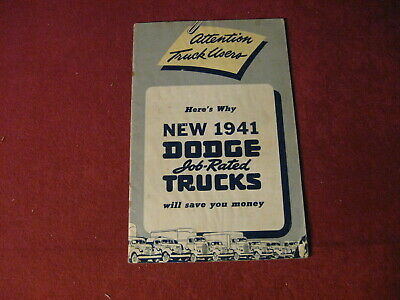 Attention
Truck Users
Here's Why
NEW 1941
DODGE
Job-Rated
TRUCKS
will save you money